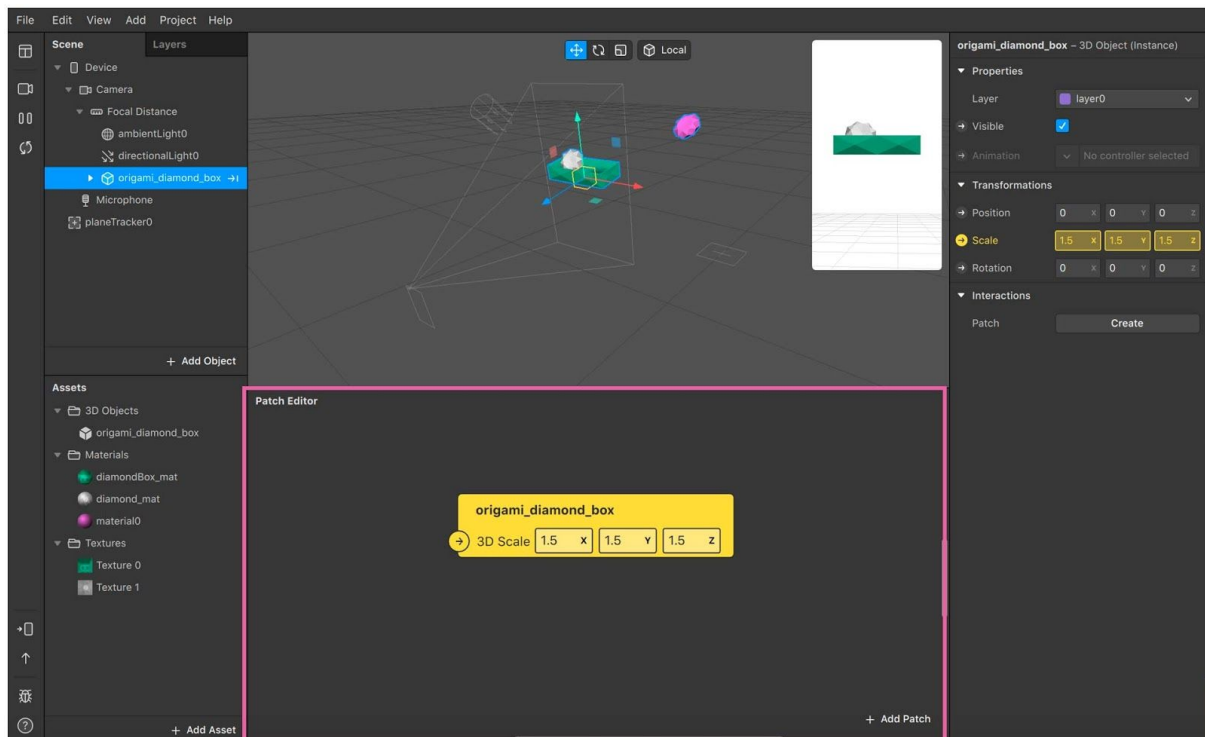 File Edit View Add Project Help
Scene Layers
Device
Camera
Focal Distance
ambientLight0
directionalLight0
origami_diamond_box
Microphone
planeTracker0
+ Add Object
Assets
3D Objects
origami_diamond_box
Materials
diamondBox_mat
diamond_mat
material0
Textures
Texture 0
Texture 1
+ Add Asset
Local
Patch Editor
origami_diamond_box
3D Scale 1.5 X 1.5 Y 1.5 Z
+ Add Patch
origami_diamond_box – 3D Object (Instance)
Properties
Layer layer0
Visible
Animation No controller selected
Transformations
Position 0 X 0 Y 0 Z
Scale 1.5 X 1.5 Y 1.5 Z
Rotation 0 X 0 Y 0 Z
Interactions
Patch Create